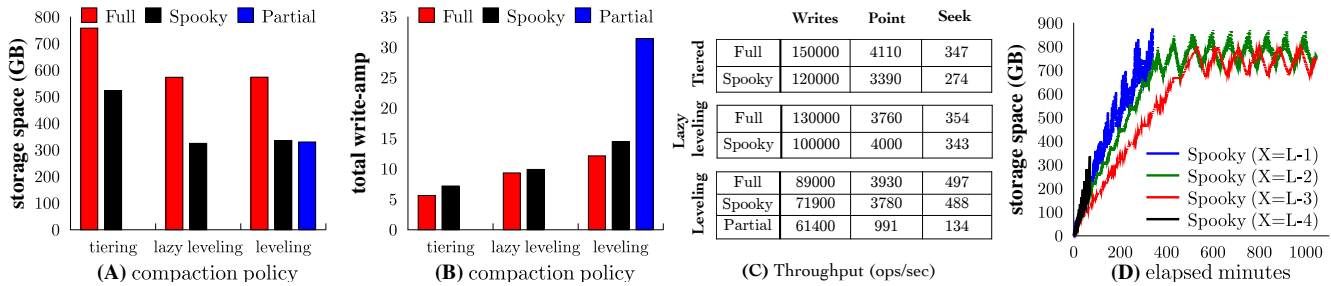 Full Spooky Partial
storage space (GB)
800
700
600
500
400
300
200
100
0
tiering lazy leveling leveling
(A) compaction policy
Full Spooky Partial
total write-amp
35
30
25
20
15
10
5
0
tiering lazy leveling leveling
(B) compaction policy
Writes Point Seek
Tiered
Full 150000 4110 347
Spooky 120000 3390 274
Lazy
leveling
Full 130000 3760 354
Spooky 100000 4000 343
Leveling
Full 89000 3930 497
Spooky 71900 3780 488
Partial 61400 991 134
(C) Throughput (ops/sec)
storage space (GB)
900
800
700
600
500
400
300
200
100
0
Spooky (X=L-1)
Spooky (X=L-2)
Spooky (X=L-3)
Spooky (X=L-4)
0 200 400 600 800 1000
(D) elapsed minutes